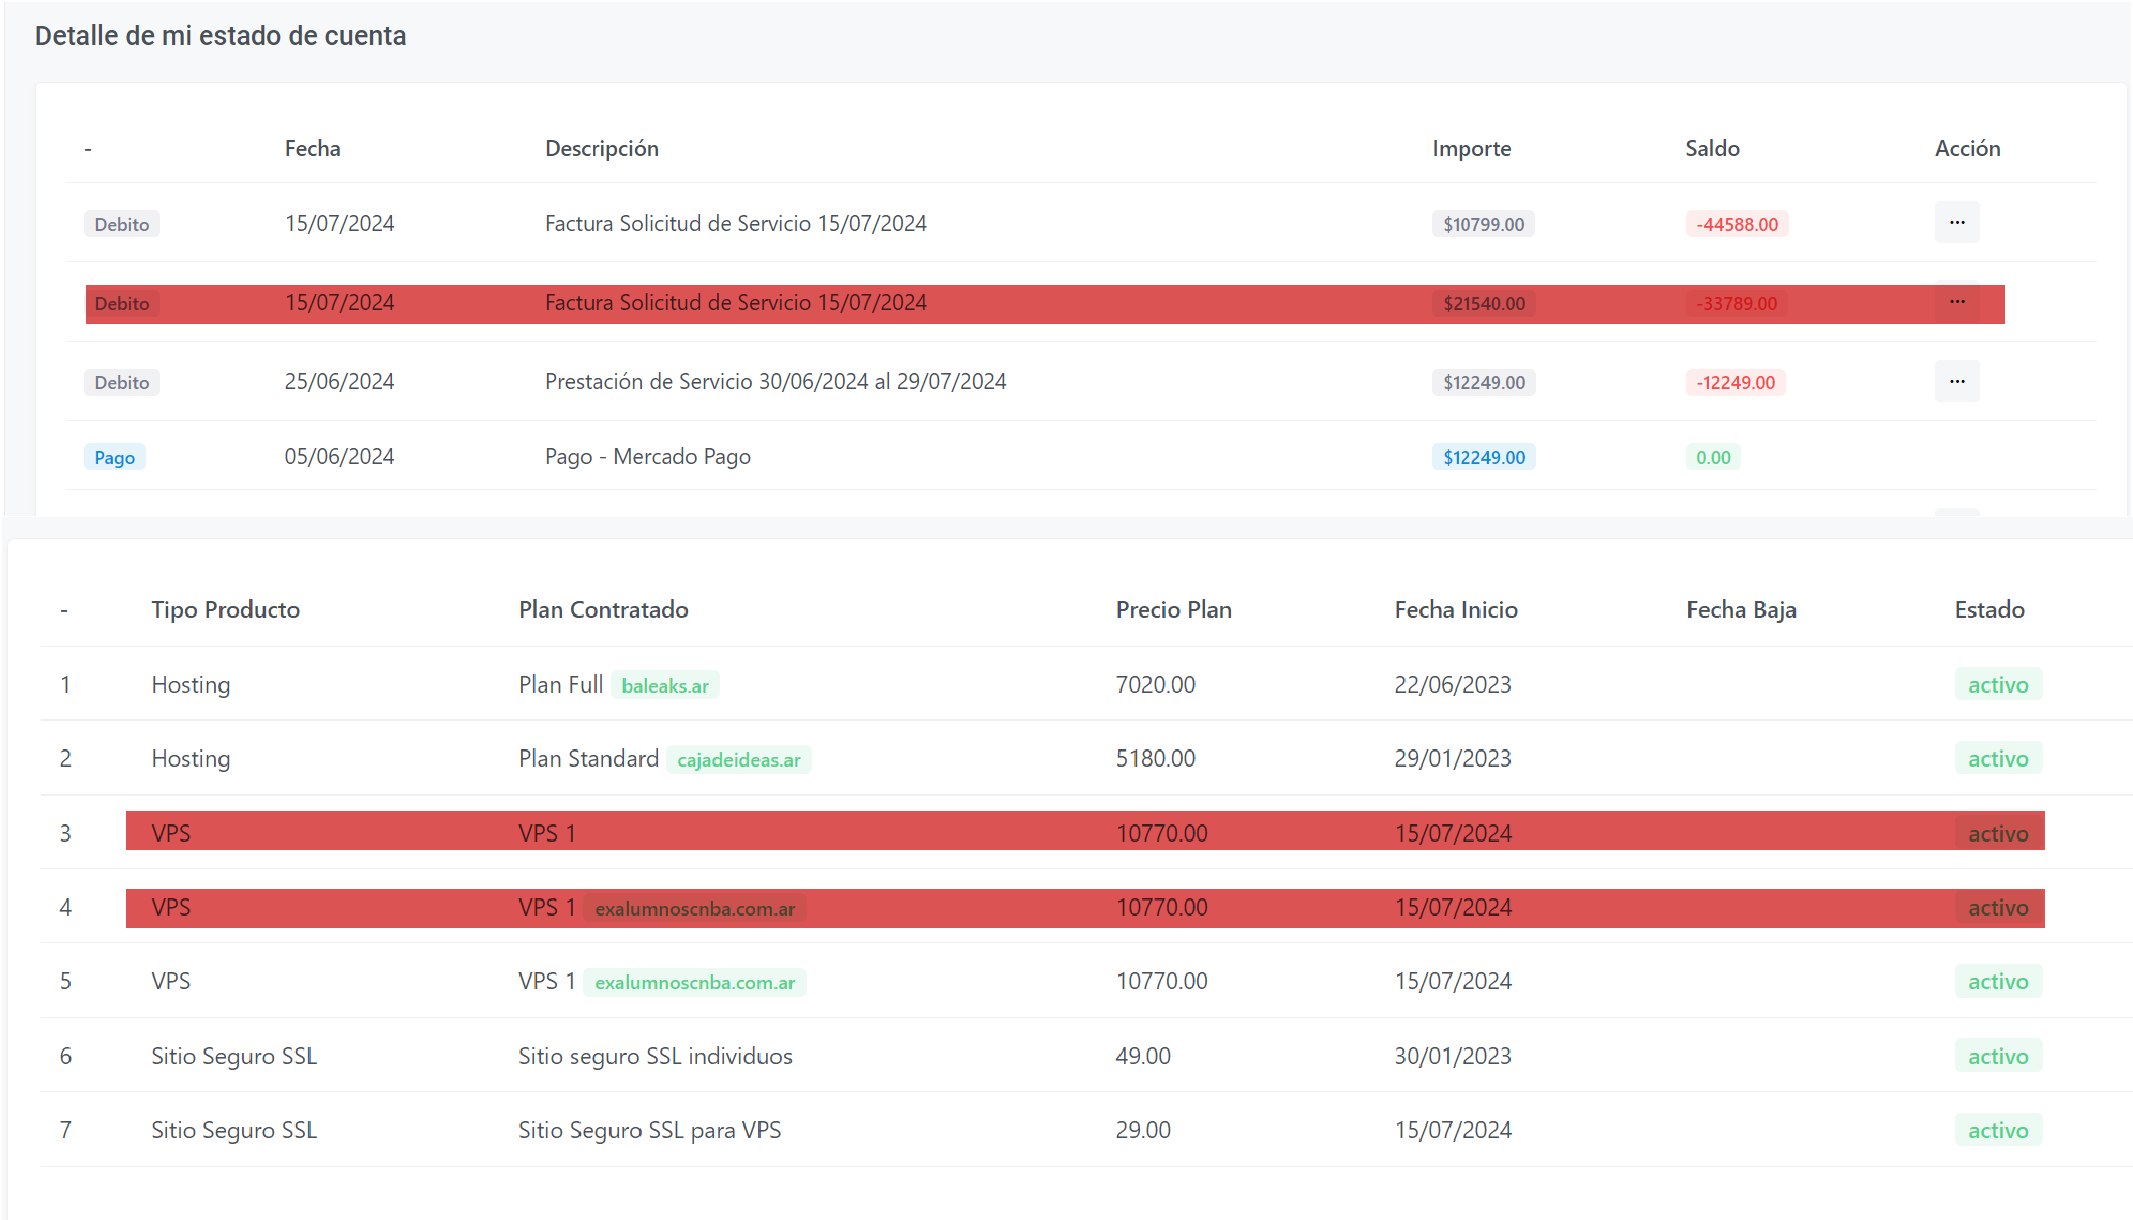 Detalle de mi estado de cuenta
- Fecha Descripción Importe Saldo Acción
Debito 15/07/2024 Factura Solicitud de Servicio 15/07/2024 $10799.00 -44588.00 ...
Debito 15/07/2024 Factura Solicitud de Servicio 15/07/2024 $21540.00 -33789.00 ...
Debito 25/06/2024 Prestación de Servicio 30/06/2024 al 29/07/2024 $12249.00 -12249.00 ...
Pago 05/06/2024 Pago - Mercado Pago $12249.00 0.00
- Tipo Producto Plan Contratado Precio Plan Fecha Inicio Fecha Baja Estado
1 Hosting Plan Full baleaks.ar 7020.00 22/06/2023 activo
2 Hosting Plan Standard cajadeideas.ar 5180.00 29/01/2023 activo
3 VPS VPS 1 10770.00 15/07/2024 activo
4 VPS VPS 1 exalumnoscnba.com.ar 10770.00 15/07/2024 activo
5 VPS VPS 1 exalumnoscnba.com.ar 10770.00 15/07/2024 activo
6 Sitio Seguro SSL Sitio seguro SSL individuos 49.00 30/01/2023 activo
7 Sitio Seguro SSL Sitio Seguro SSL para VPS 29.00 15/07/2024 activo